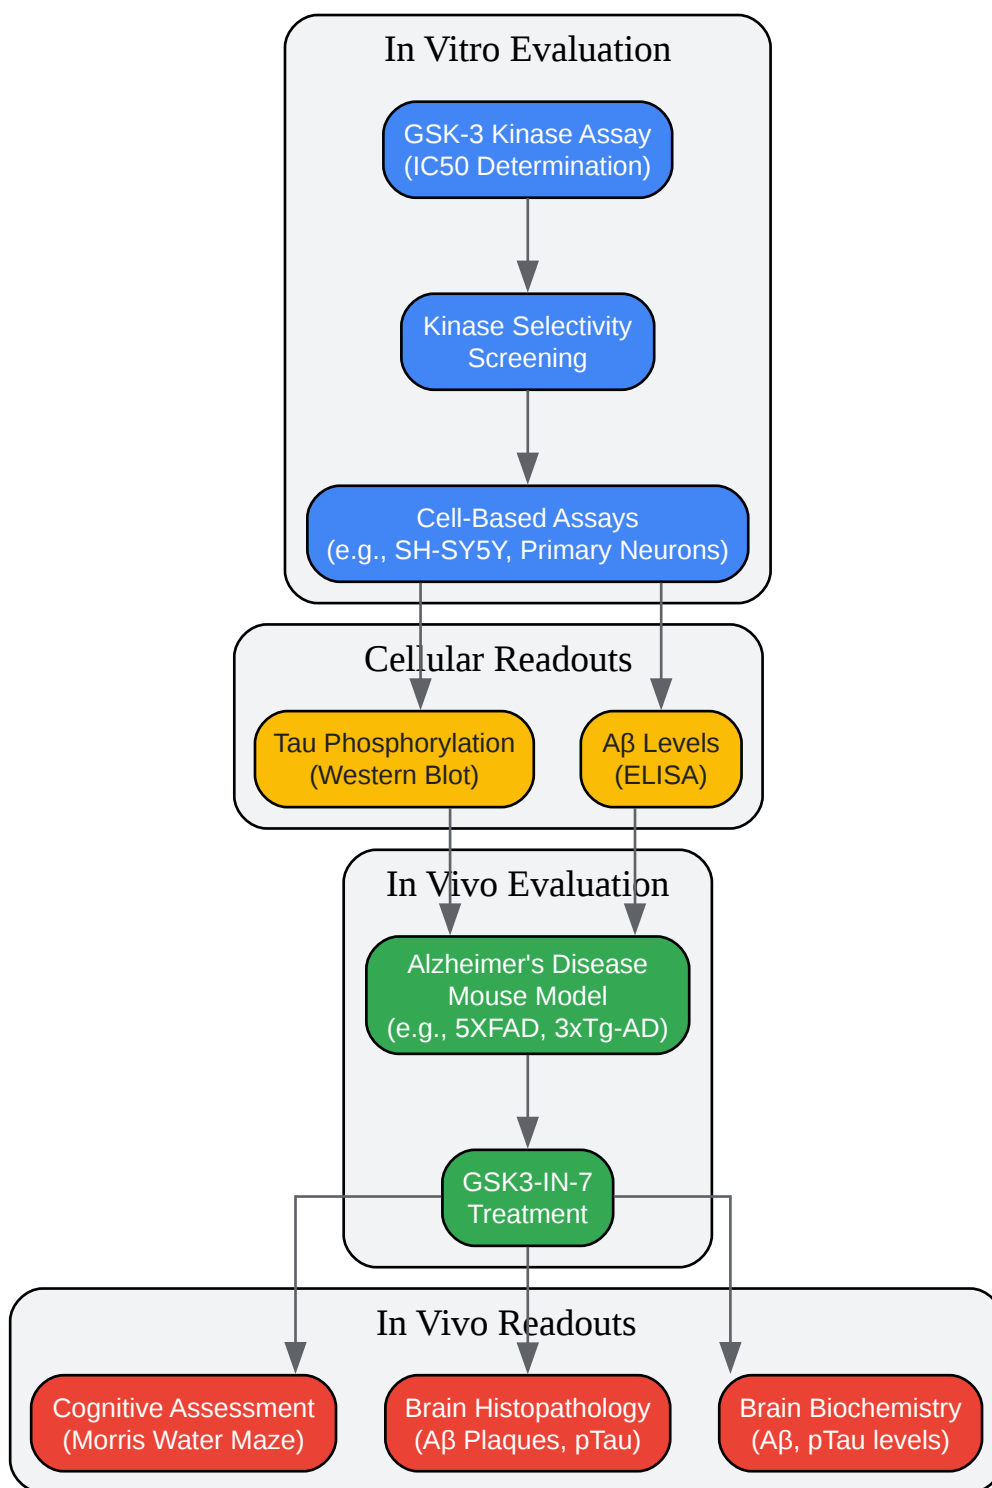 In Vitro Evaluation
GSK-3 Kinase Assay
(IC50 Determination)
Kinase Selectivity
Screening
Cell-Based Assays
(e.g., SH-SY5Y, Primary Neurons)
Cellular Readouts
Tau Phosphorylation
(Western Blot)
Aβ Levels
(ELISA)
In Vivo Evaluation
Alzheimer's Disease
Mouse Model
(e.g., 5XFAD, 3xTg-AD)
GSK3-IN-7
Treatment
In Vivo Readouts
Cognitive Assessment
(Morris Water Maze)
Brain Histopathology
(Aβ Plaques, pTau)
Brain Biochemistry
(Aβ, pTau levels)